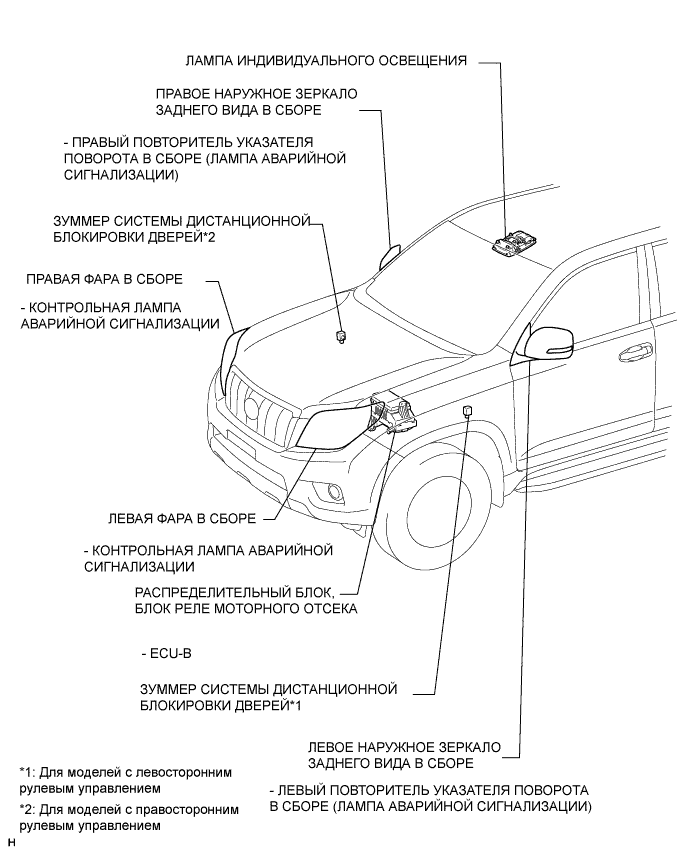 ЛАМПА ИНДИВИДУАЛЬНОГО ОСВЕЩЕНИЯ
ПРАВОЕ НАРУЖНОЕ ЗЕРКАЛО
ЗАДНЕГО ВИДА В СБОРЕ
- ПРАВЫЙ ПОВТОРИТЕЛЬ УКАЗАТЕЛЯ
ПОВОРОТА В СБОРЕ (ЛАМПА АВАРИЙНОЙ
СИГНАЛИЗАЦИИ)
ЗУММЕР СИСТЕМЫ ДИСТАНЦИОННОЙ
БЛОКИРОВКИ ДВЕРЕЙ*2
ПРАВАЯ ФАРА В СБОРЕ
- КОНТРОЛЬНАЯ ЛАМПА
АВАРИЙНОЙ СИГНАЛИЗАЦИИ
ЛЕВАЯ ФАРА В СБОРЕ
- КОНТРОЛЬНАЯ ЛАМПА АВАРИЙНОЙ
СИГНАЛИЗАЦИИ
РАСПРЕДЕЛИТЕЛЬНЫЙ БЛОК,
БЛОК РЕЛЕ МОТОРНОГО ОТСЕКА
- ECU-B
ЗУММЕР СИСТЕМЫ ДИСТАНЦИОННОЙ
БЛОКИРОВКИ ДВЕРЕЙ*1
ЛЕВОЕ НАРУЖНОЕ ЗЕРКАЛО
ЗАДНЕГО ВИДА В СБОРЕ
- ЛЕВЫЙ ПОВТОРИТЕЛЬ УКАЗАТЕЛЯ ПОВОРОТА
В СБОРЕ (ЛАМПА АВАРИЙНОЙ СИГНАЛИЗАЦИИ)
*1: Для моделей с левосторонним
рулевым управлением
*2: Для моделей с правосторонним
рулевым управлением
H